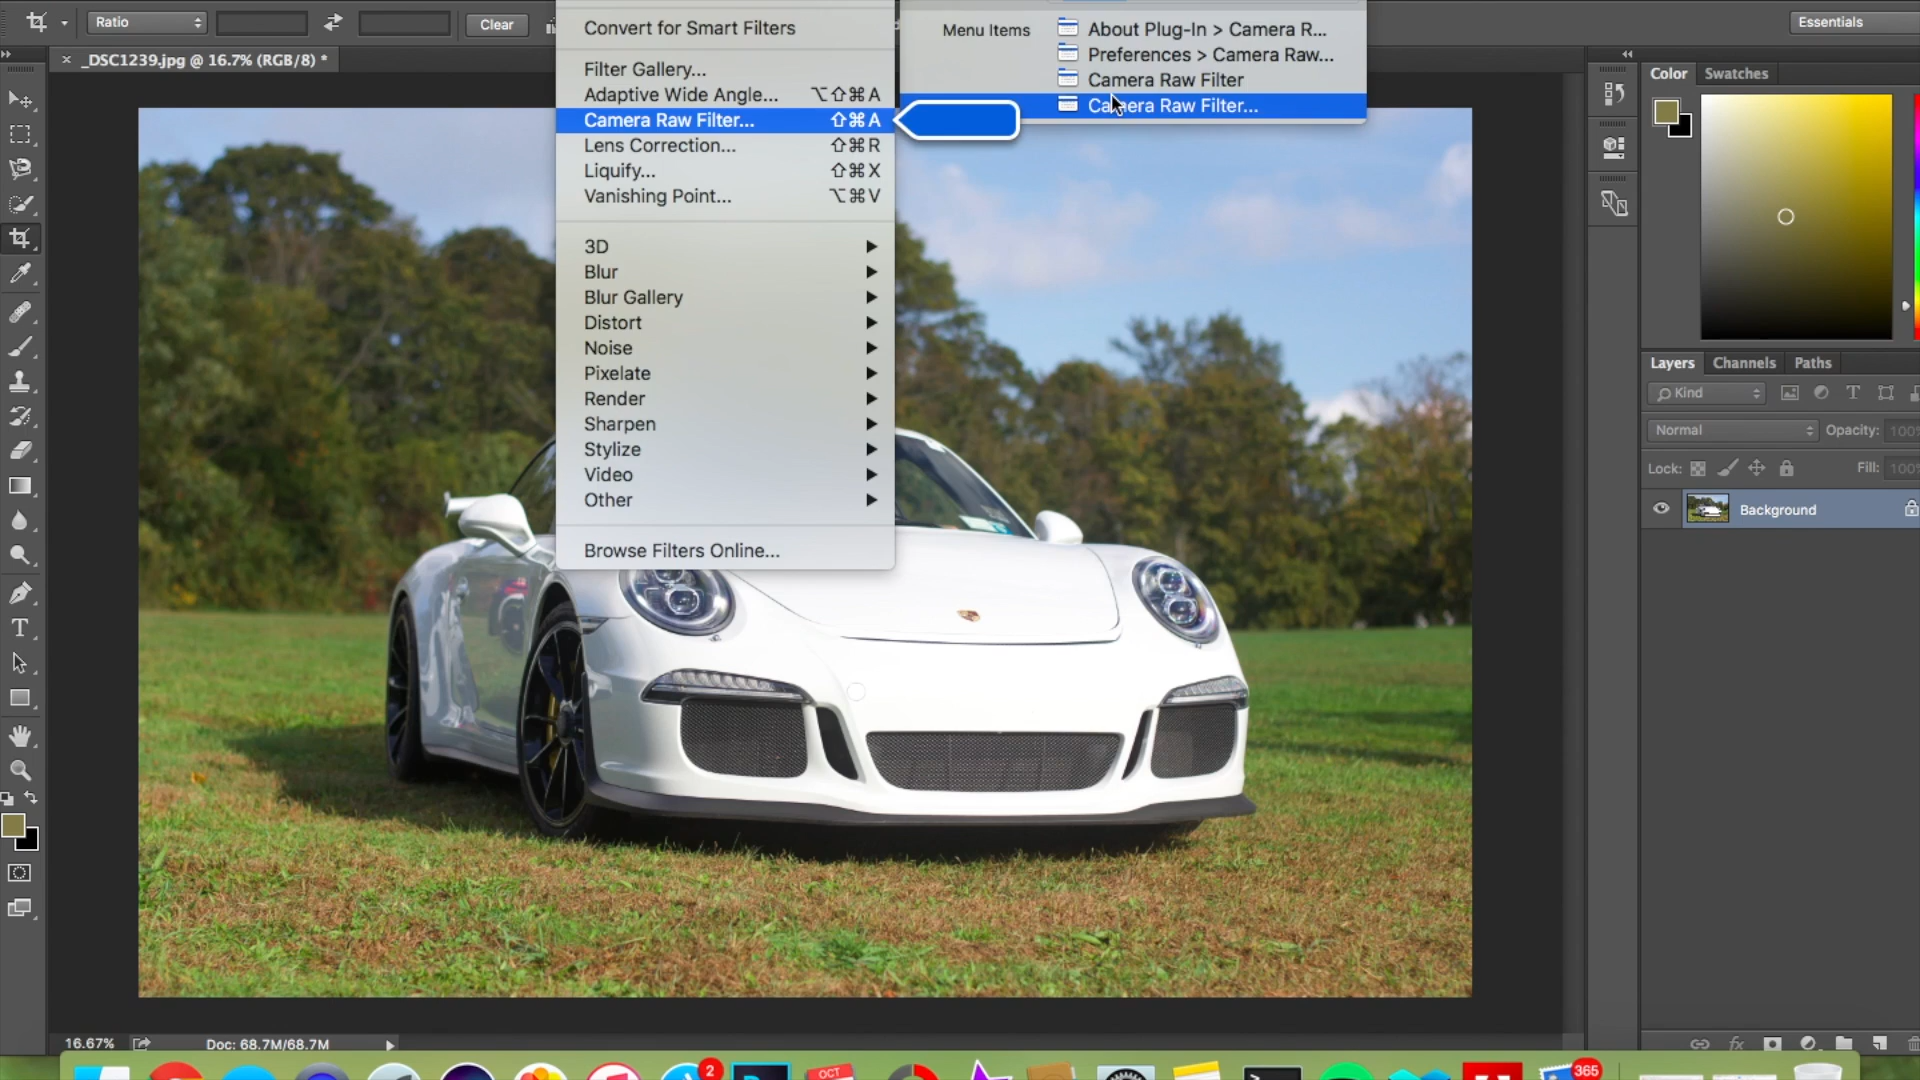 Ratio
Clear
Essentials
_DSC1239.jpg @ 16.7% (RGB/8) *
Convert for Smart Filters
Filter Gallery...
Adaptive Wide Angle... ⌥⇧⌘A
Camera Raw Filter... ⇧⌘A
Lens Correction... ⇧⌘R
Liquify... ⇧⌘X
Vanishing Point... ⌥⌘V
3D
Blur
Blur Gallery
Distort
Noise
Pixelate
Render
Sharpen
Stylize
Video
Other
Browse Filters Online...
Menu Items
About Plug-In > Camera R...
Preferences > Camera Raw...
Camera Raw Filter
Camera Raw Filter...
Color Swatches
Layers Channels Paths
Kind
Normal Opacity: 100%
Lock: Fill: 100%
Background
fx
16.67% Doc: 68.7M/68.7M
2
OCT
365